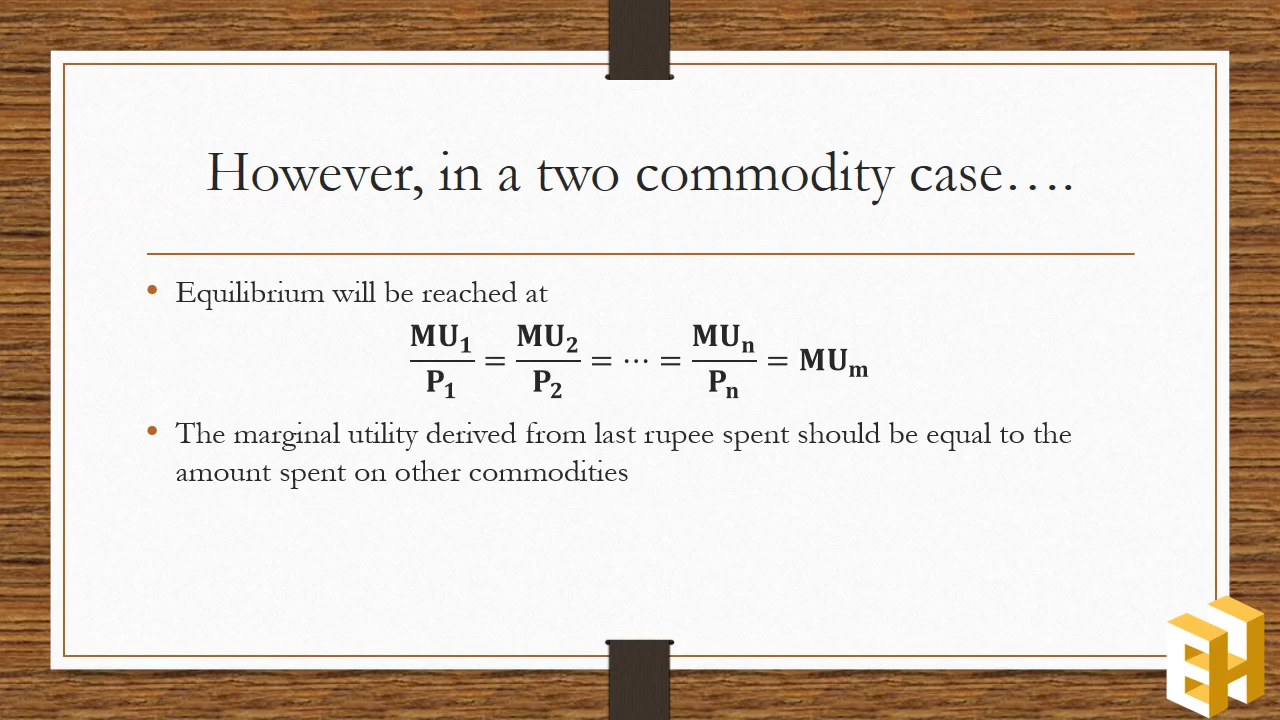 However, in a two commodity case….
• Equilibrium will be reached at
MU₁/P₁ = MU₂/P₂ = ⋯ = MUₙ/Pₙ = MUₘ
• The marginal utility derived from last rupee spent should be equal to the
amount spent on other commodities
EH